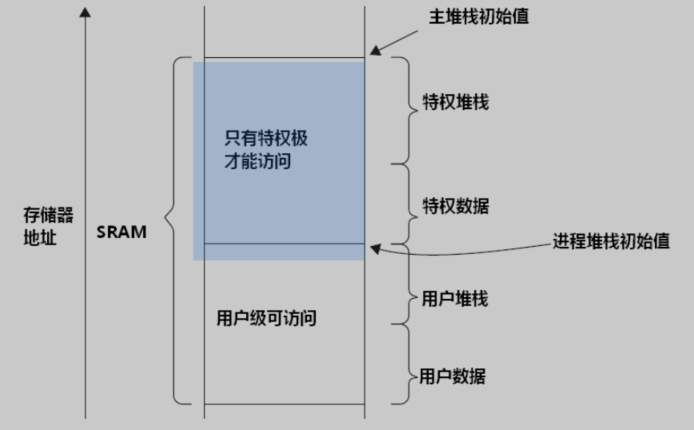 主堆栈初始值
特权堆栈
只有特权极
才能访问
存储器
地址
SRAM
特权数据
进程堆栈初始值
用户堆栈
用户级可访问
用户数据